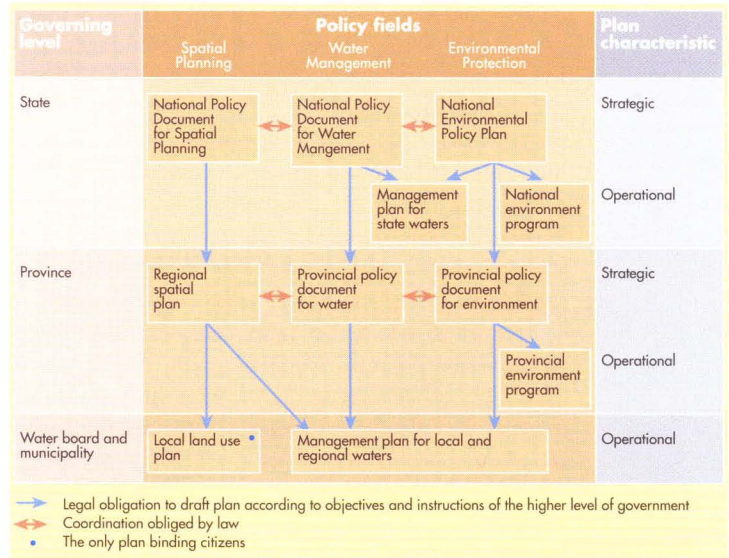 Governing level
Policy fields
Plan characteristic
Spatial Planning
Water Management
Environmental Protection
State
National Policy
Document
for Spatial
Planning
National Policy
Document
for Water
Mangement
National
Environmental
Policy Plan
Strategic
Management
plan for
state waters
National
environment
program
Operational
Province
Regional
spatial
plan
Provincial policy
document
for water
Provincial policy
document
for environment
Strategic
Provincial
environment
program
Operational
Water board and
municipality
Local land use
plan
Management plan for local and
regional waters
Operational
Legal obligation to draft plan according to objectives and instructions of the higher level of government
Coordination obliged by law
The only plan binding citizens